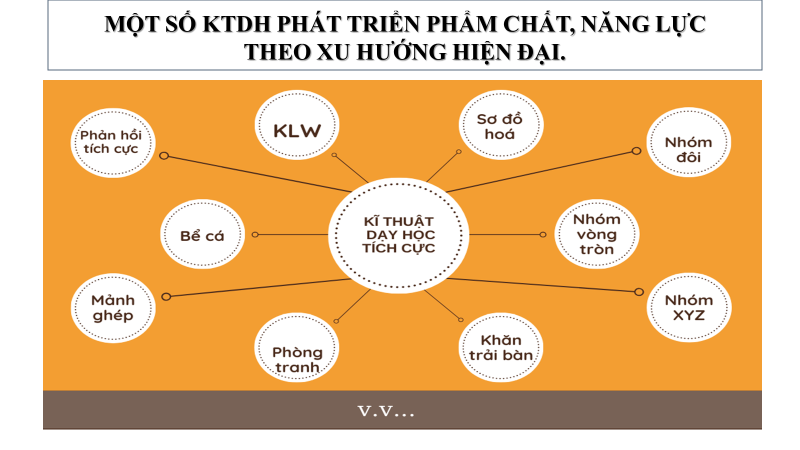 MỘT SỐ KTDH PHÁT TRIỂN PHẨM CHẤT, NĂNG LỰC
THEO XU HƯỚNG HIỆN ĐẠI.
Phản hồi
tích cực
KLW
Sơ đồ
hoá
Nhóm
đôi
Bể cá
KĨ THUẬT
DẠY HỌC
TÍCH CỰC
Nhóm
vòng
tròn
Mảnh
ghép
Phòng
tranh
Khăn
trải bàn
Nhóm
XYZ
v.v...